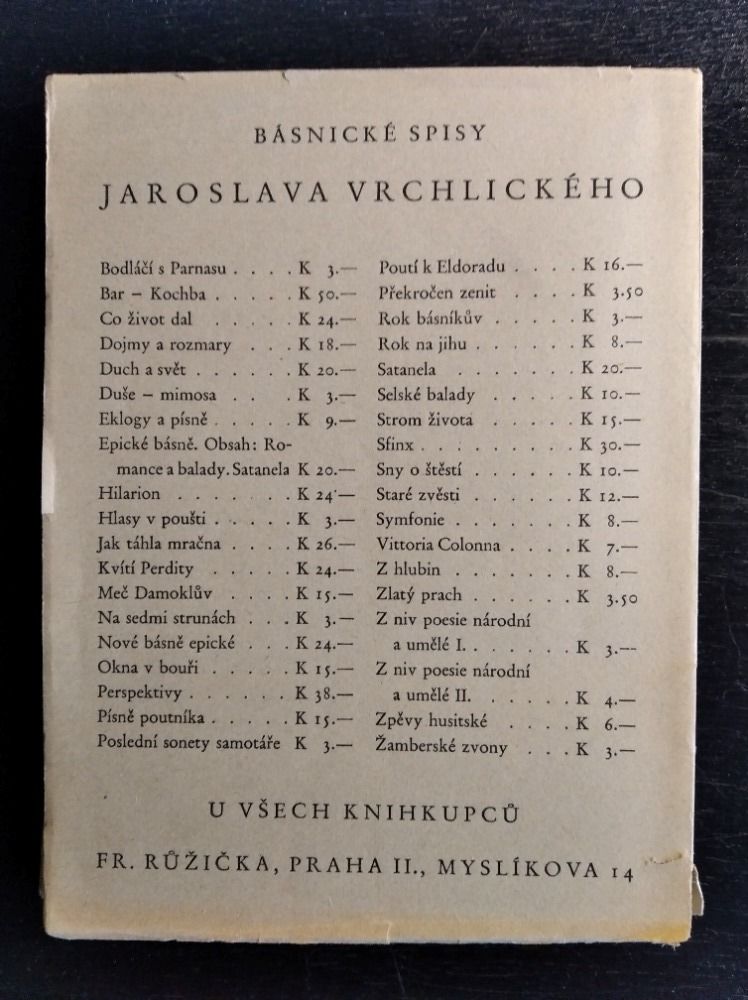 BÁSNICKÉ SPISY
JAROSLAVA VRCHLICKÉHO
Bodláčí s Parnasu . . . . K 3.—
Bar – Kochba . . . . . K 50.—
Co život dal . . . . . K 24.—
Dojmy a rozmary . . . K 18.—
Duch a svět . . . . . . K 20.—
Duše – mimosa . . . K 3.—
Eklogy a písně . . . . . K 9.—
Epické básně. Obsah: Ro-
mance a balady. Satanela K 20.—
Hilarion . . . . . . . K 24.—
Hlasy v poušti . . . . . K 3.—
Jak táhla mračna . . . . K 26.—
Kvítí Perdity . . . . . K 24.—
Meč Damoklův . . . . K 15.—
Na sedmi strunách . . . K 3.—
Nové básně epické . . . K 24.—
Okna v bouři . . . . . K 15.—
Perspektivy . . . . . . K 38.—
Písně poutníka . . . . . K 15.—
Poslední sonety samotáře K 3.—
Poutí k Eldoradu . . . . K 16.—
Překročen zenit . . . . K 3.50
Rok básníkův . . . . . K 3.—
Rok na jihu . . . . . . K 8.—
Satanela . . . . . . K 20.—
Selské balady . . . . . K 10.—
Strom života . . . . . K 15.—
Sfinx . . . . . . . . K 30.—
Sny o štěstí . . . . . . K 10.—
Staré zvěsti . . . . . . K 12.—
Symfonie . . . . . . . K 8.—
Vittoria Colonna . . . . K 7.—
Z hlubin . . . . . . . K 8.—
Zlatý prach . . . . . . K 3.50
Z niv poesie národní
a umělé I. . . . . . K 3.—
Z niv poesie národní
a umělé II. . . . . . K 4.—
Zpěvy husitské . . . . K 6.—
Žamberské zvony . . . K 3.—
U VŠECH KNIHKUPCŮ
FR. RŮŽIČKA, PRAHA II., MYSLÍKOVA 14